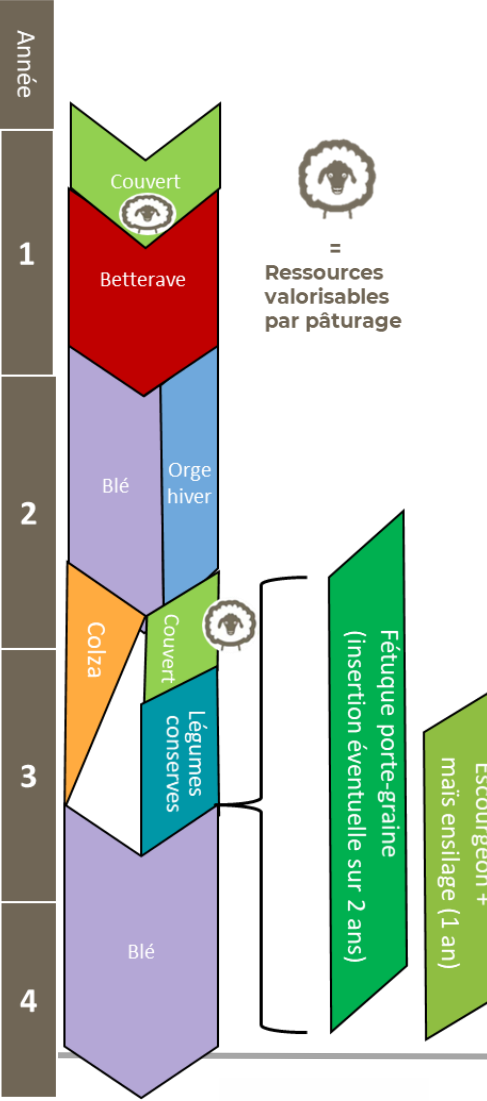 Année
1
2
3
4
Couvert
Betterave
Blé
Orge
hiver
Colza
Couvert
Légumes
conserves
Blé
=
Ressources
valorisables
par pâturage
Fétuque porte-graine
(insertion éventuelle sur 2 ans)
Escourgeon +
maïs ensilage (1 an)